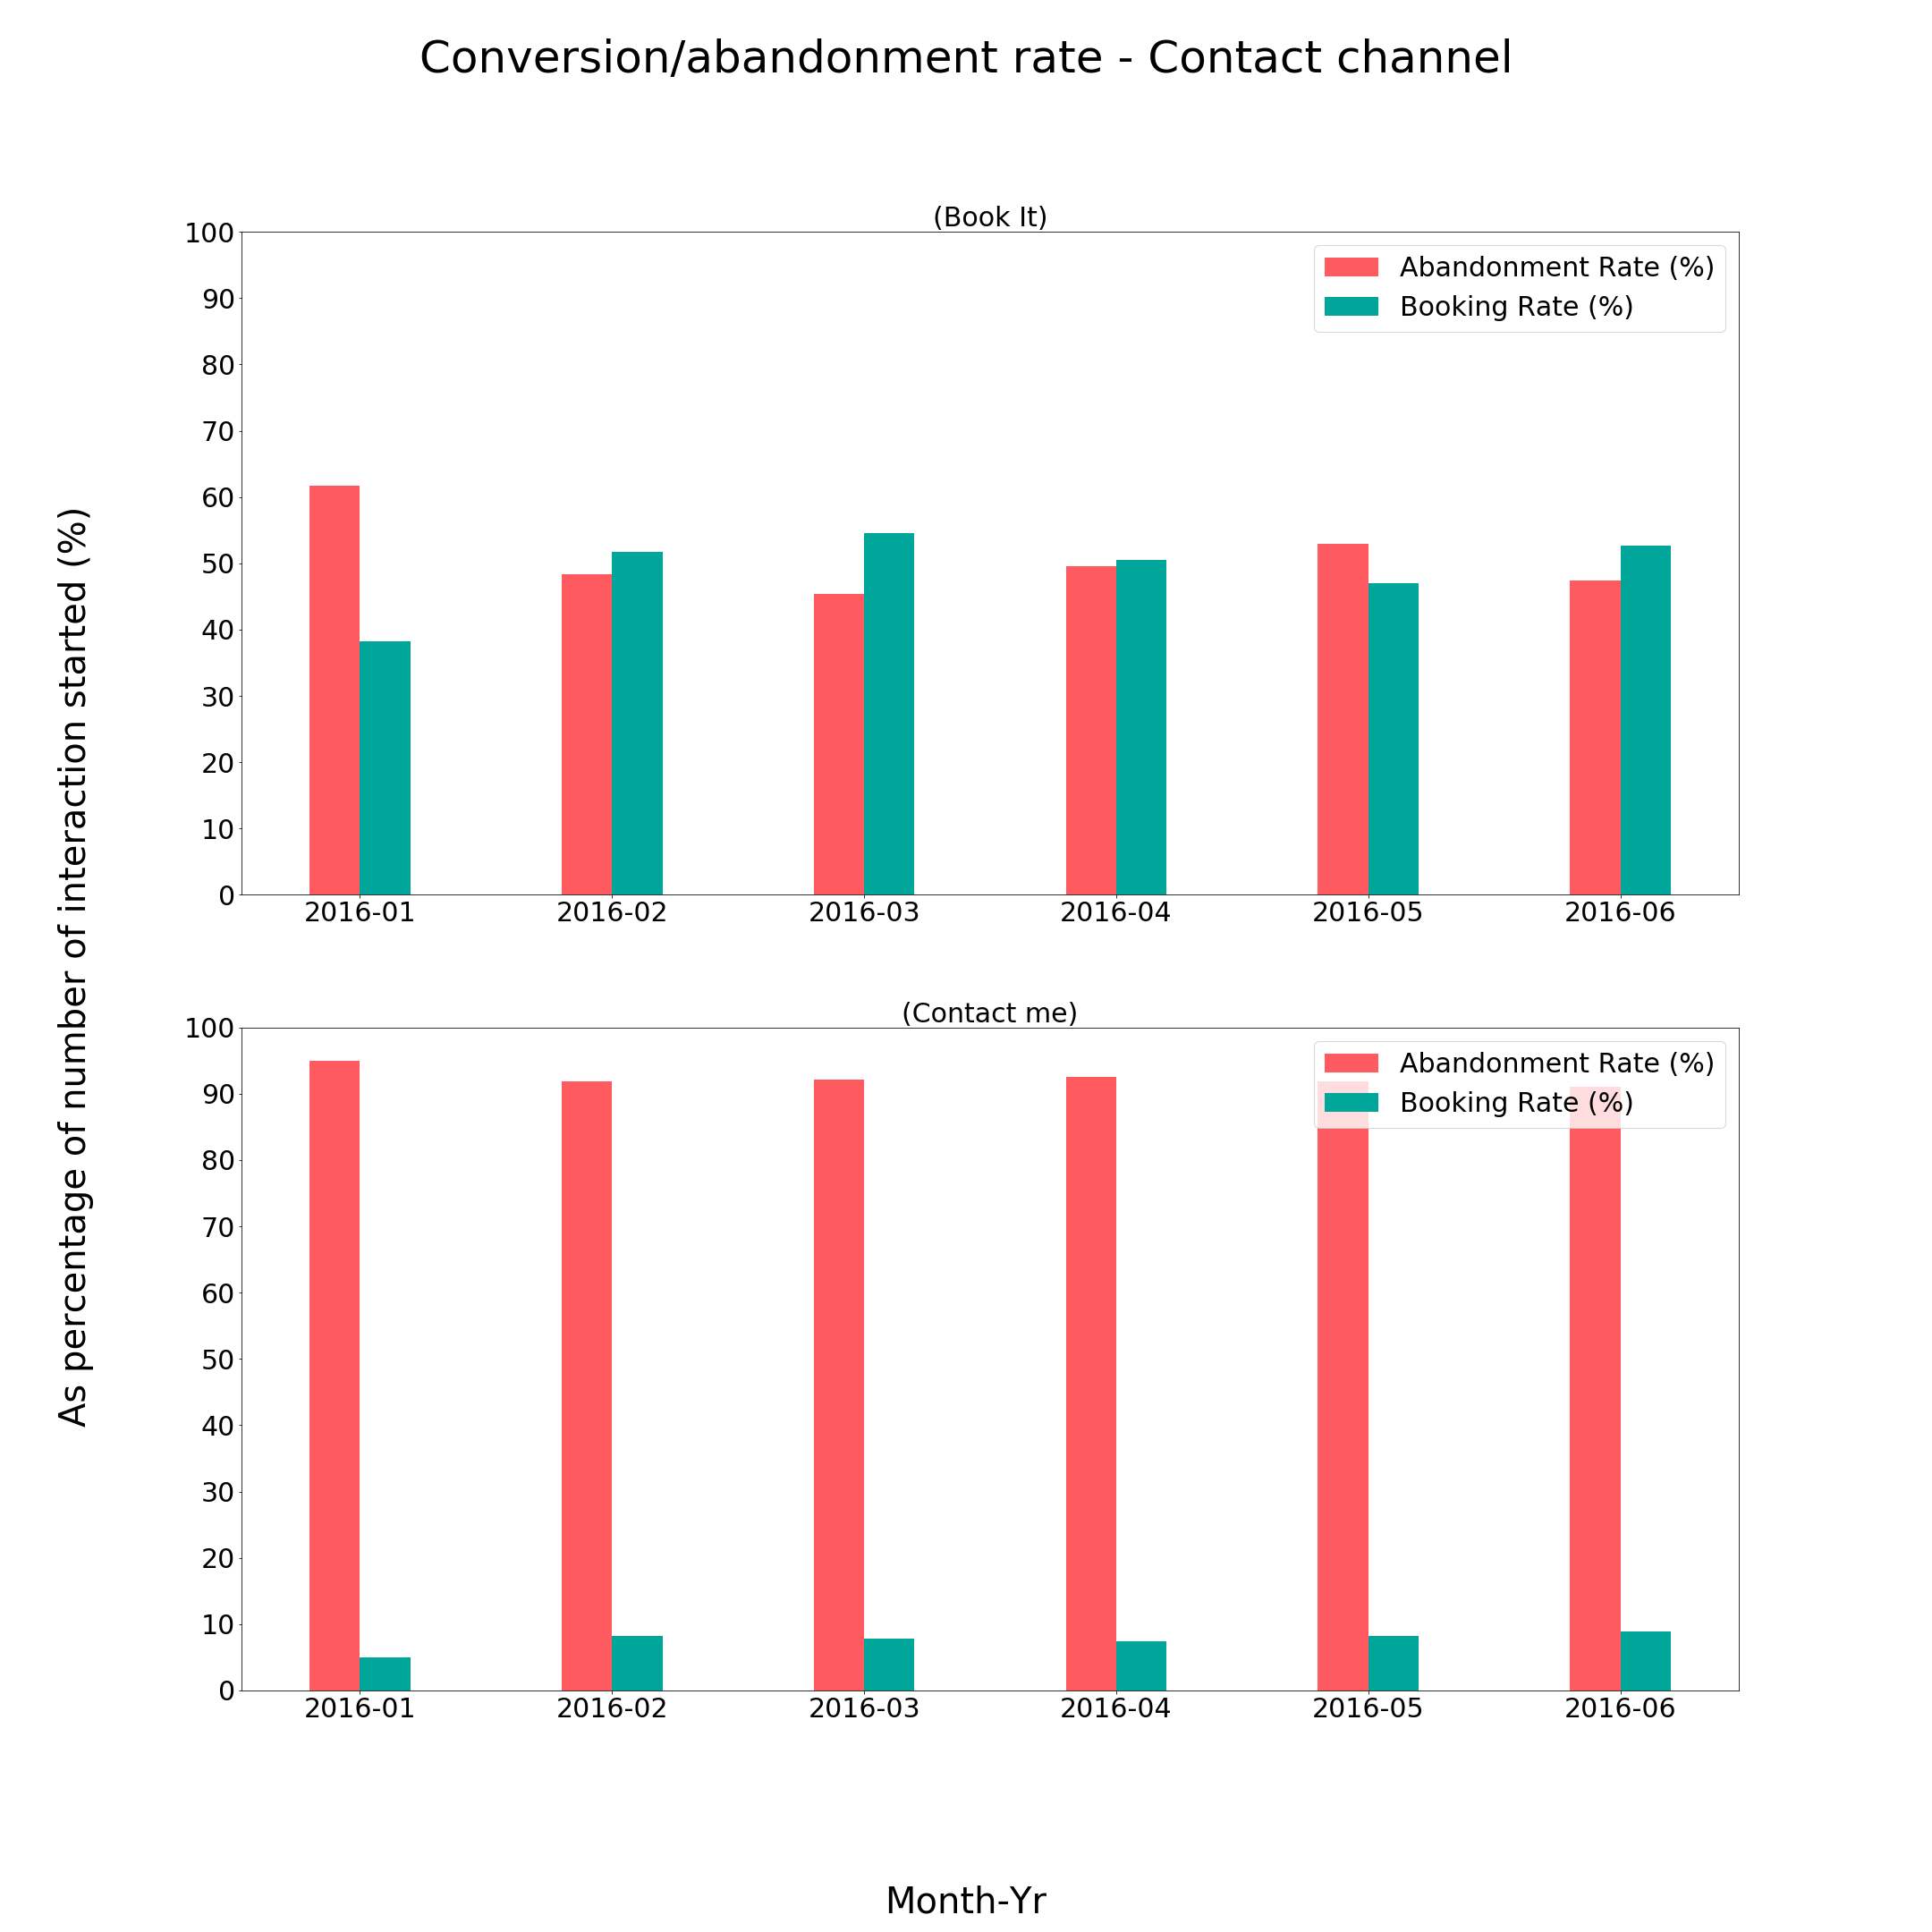 Conversion/abandonment rate - Contact channel
As percentage of number of interaction started (%)
(Book It)
100
90
80
70
60
50
40
30
20
10
0
Abandonment Rate (%)
Booking Rate (%)
2016-01 2016-02 2016-03 2016-04 2016-05 2016-06
(Contact me)
100
90
80
70
60
50
40
30
20
10
0
Abandonment Rate (%)
Booking Rate (%)
2016-01 2016-02 2016-03 2016-04 2016-05 2016-06
Month-Yr